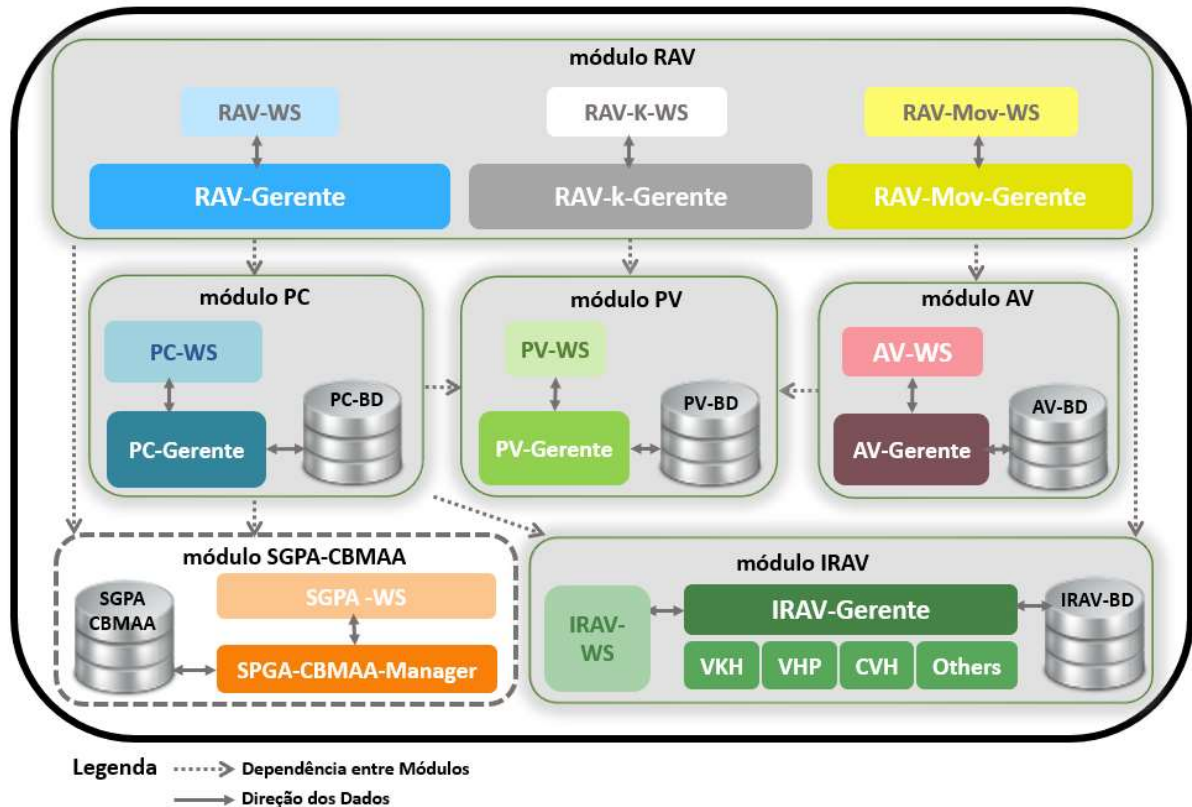 módulo RAV
RAV-WS
RAV-K-WS
RAV-Mov-WS
RAV-Gerente
RAV-k-Gerente
RAV-Mov-Gerente
módulo PC
módulo PV
módulo AV
PC-WS
PV-WS
AV-WS
PC-BD
PV-BD
AV-BD
PC-Gerente
PV-Gerente
AV-Gerente
módulo SGPA-CBMAA
módulo IRAV
SGPA
CBMAA
SGPA -WS
SPGA-CBMAA-Manager
IRAV-
WS
IRAV-Gerente
IRAV-BD
VKH
VHP
CVH
Others
Legenda
Dependência entre Módulos
Direção dos Dados